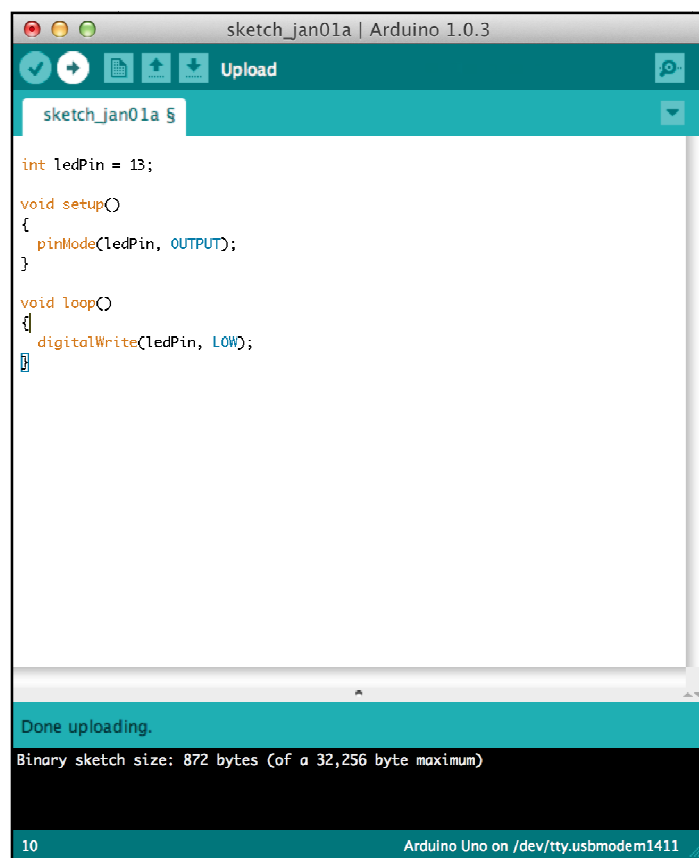 sketch_jan01a | Arduino 1.0.3
Upload
sketch_jan01a §
int ledPin = 13;
void setup()
{
  pinMode(ledPin, OUTPUT);
}
void loop()
{
  digitalWrite(ledPin, LOW);
}
Done uploading.
Binary sketch size: 872 bytes (of a 32,256 byte maximum)
10 Arduino Uno on /dev/tty.usbmodem1411